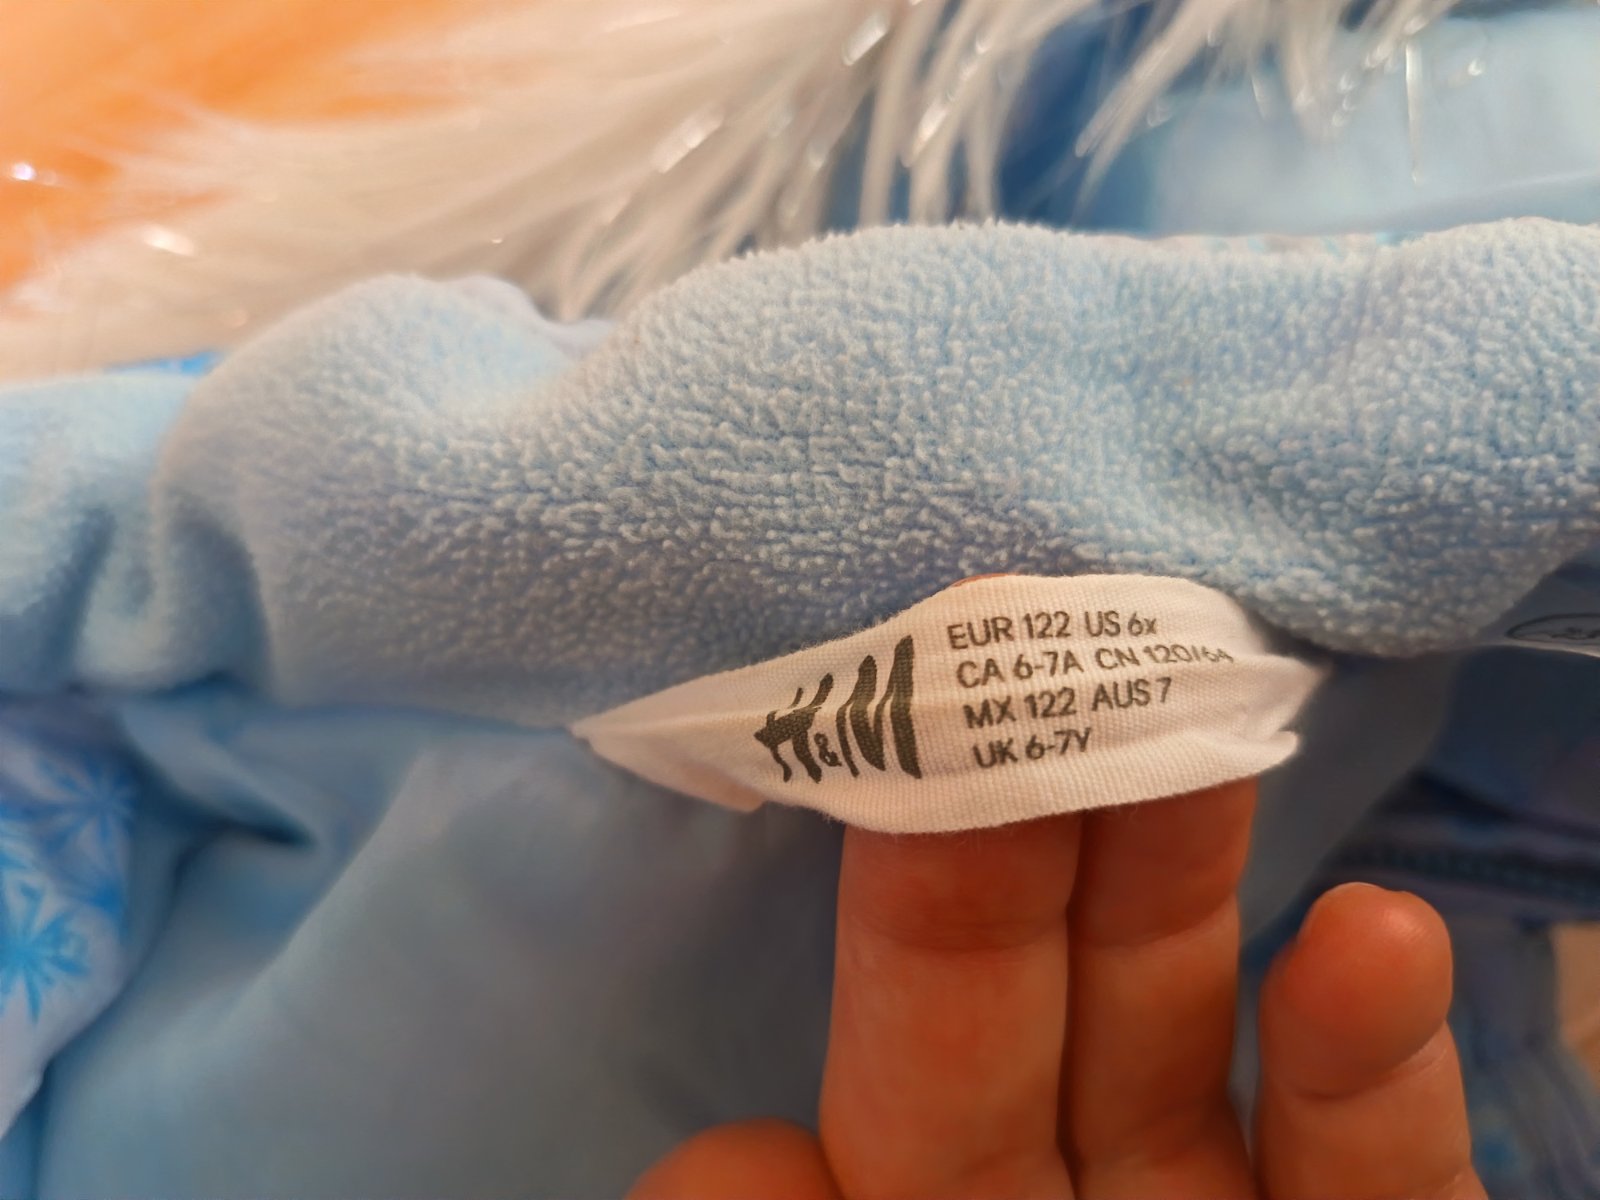 H&M
EUR 122 US 6x
CA 6-7A CN 120/64
MX 122 AUS 7
UK 6-7Y